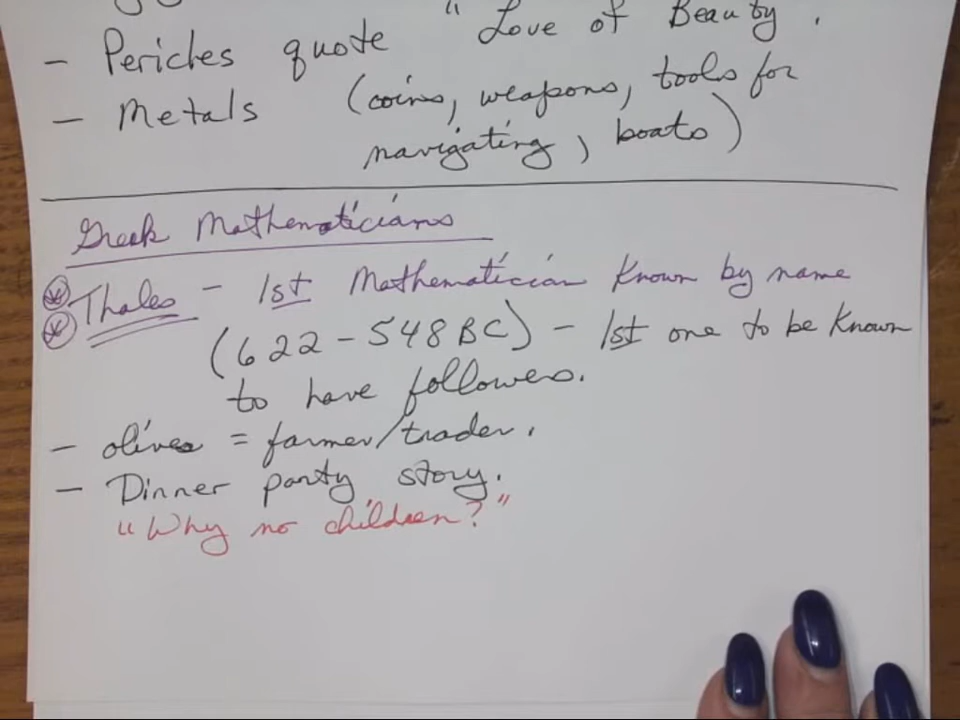 - Pericles quote " Love of Beauty.
- Metals (coins, weapons, tools for
navigating, boats)
Greek Mathematicians
Thales - 1st Mathematician Known by name
(622-548BC) - 1st one to be Known
to have followers.
- olives = farmer/trader.
- Dinner party story.
"Why no children?"